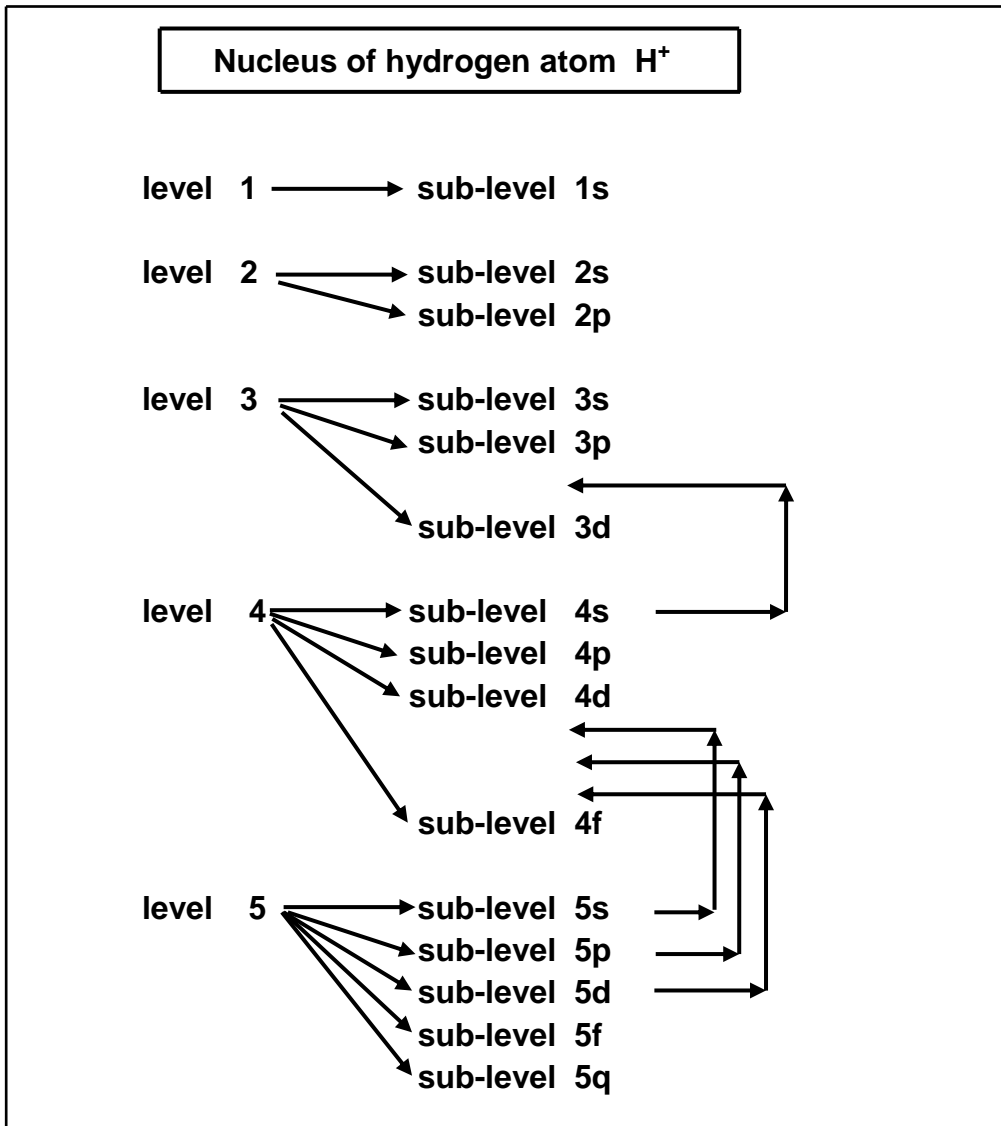 Nucleus of hydrogen atom H⁺
level 1 sub-level 1s
level 2 sub-level 2s
sub-level 2p
level 3 sub-level 3s
sub-level 3p
sub-level 3d
level 4 sub-level 4s
sub-level 4p
sub-level 4d
sub-level 4f
level 5 sub-level 5s
sub-level 5p
sub-level 5d
sub-level 5f
sub-level 5q